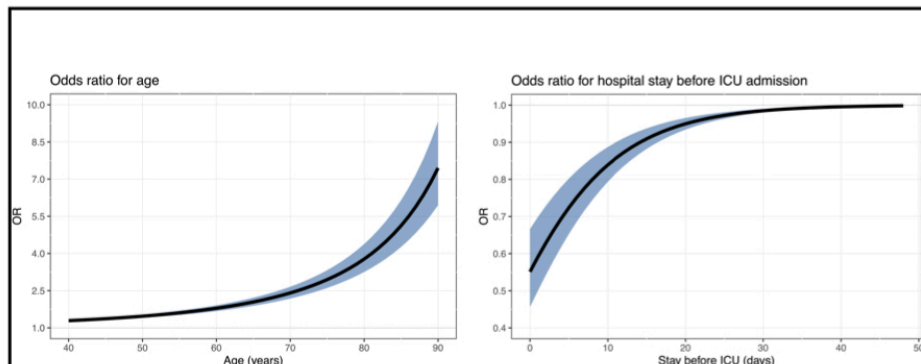 Odds ratio for age
10.0
8.5
7.0
5.5
4.0
2.5
1.0
OR
40 50 60 70 80 90
Age (years)
Odds ratio for hospital stay before ICU admission
1.0
0.9
0.8
0.7
0.6
0.5
0.4
OR
0 10 20 30 40 50
Stay before ICU (days)